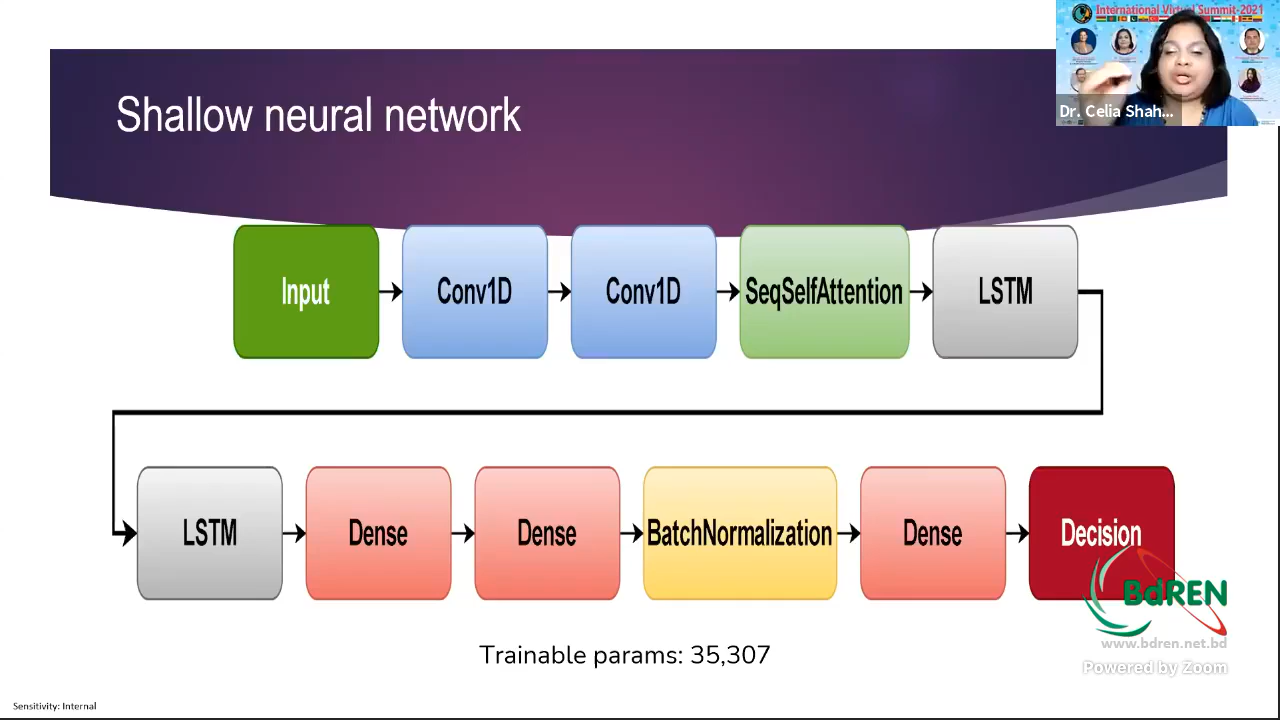 International Virtual Summit-2021
Dr. Celia Shah...
Shallow neural network
Input
Conv1D
Conv1D
SeqSelfAttention
LSTM
LSTM
Dense
Dense
BatchNormalization
Dense
Decision
BdREN
www.bdren.net.bd
Powered by Zoom
Trainable params: 35,307
Sensitivity: Internal